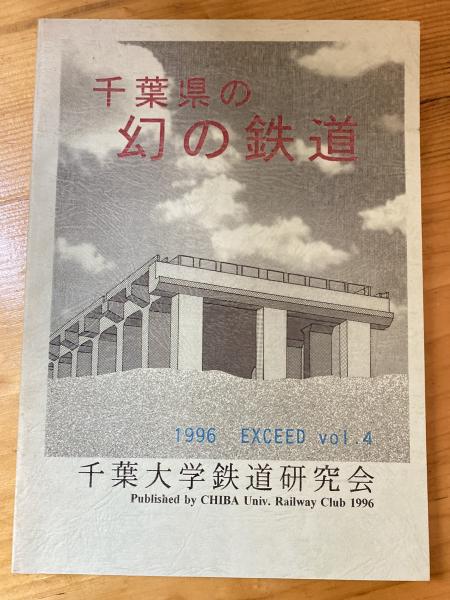 千葉県の
幻の鉄道
1996 EXCEED vol.4
千葉大学鉄道研究会
Published by CHIBA Univ. Railway Club 1996